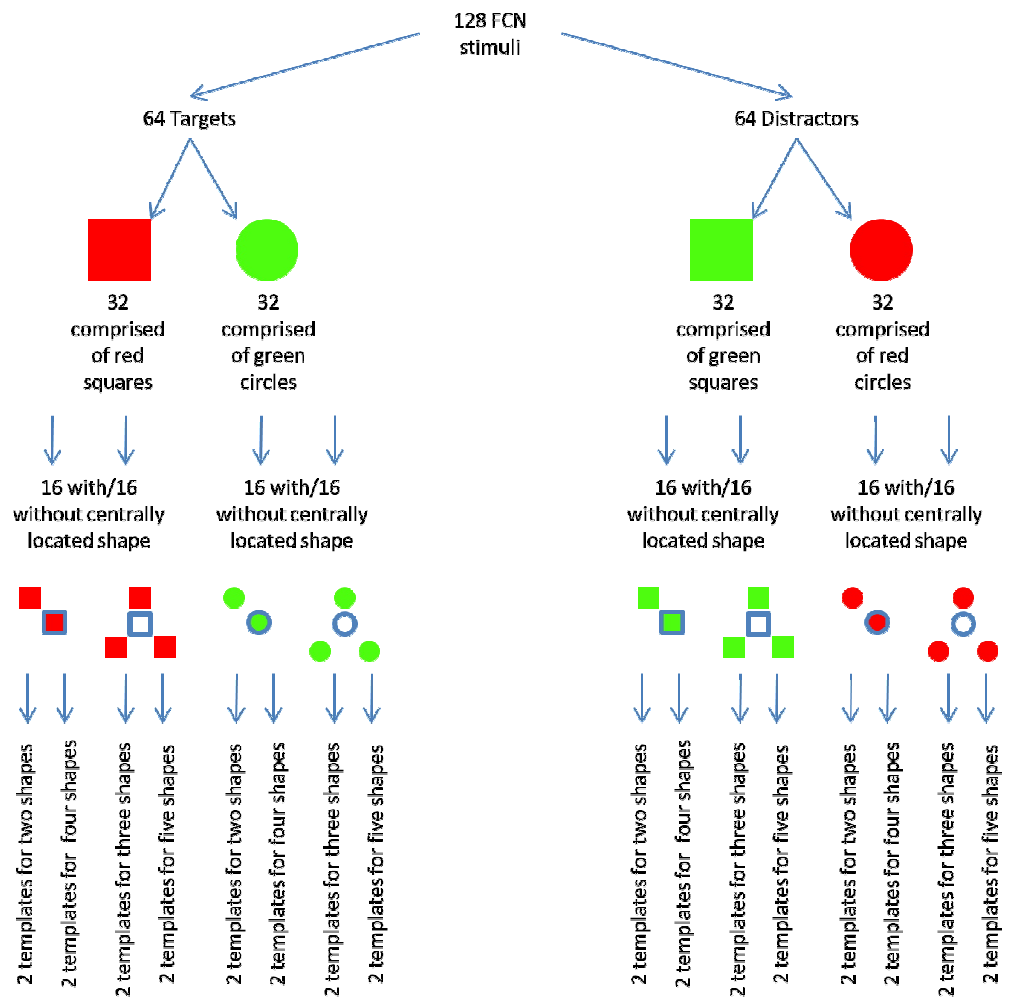 128 FCN
stimuli
64 Targets
64 Distractors
32
comprised
of red
squares
32
comprised
of green
circles
32
comprised
of green
squares
32
comprised
of red
circles
16 with/16
without centrally
located shape
16 with/16
without centrally
located shape
16 with/16
without centrally
located shape
16 with/16
without centrally
located shape
2 templates for two shapes
2 templates for four shapes
2 templates for three shapes
2 templates for five shapes
2 templates for two shapes
2 templates for four shapes
2 templates for three shapes
2 templates for five shapes
2 templates for two shapes
2 templates for four shapes
2 templates for three shapes
2 templates for five shapes
2 templates for two shapes
2 templates for four shapes
2 templates for three shapes
2 templates for five shapes